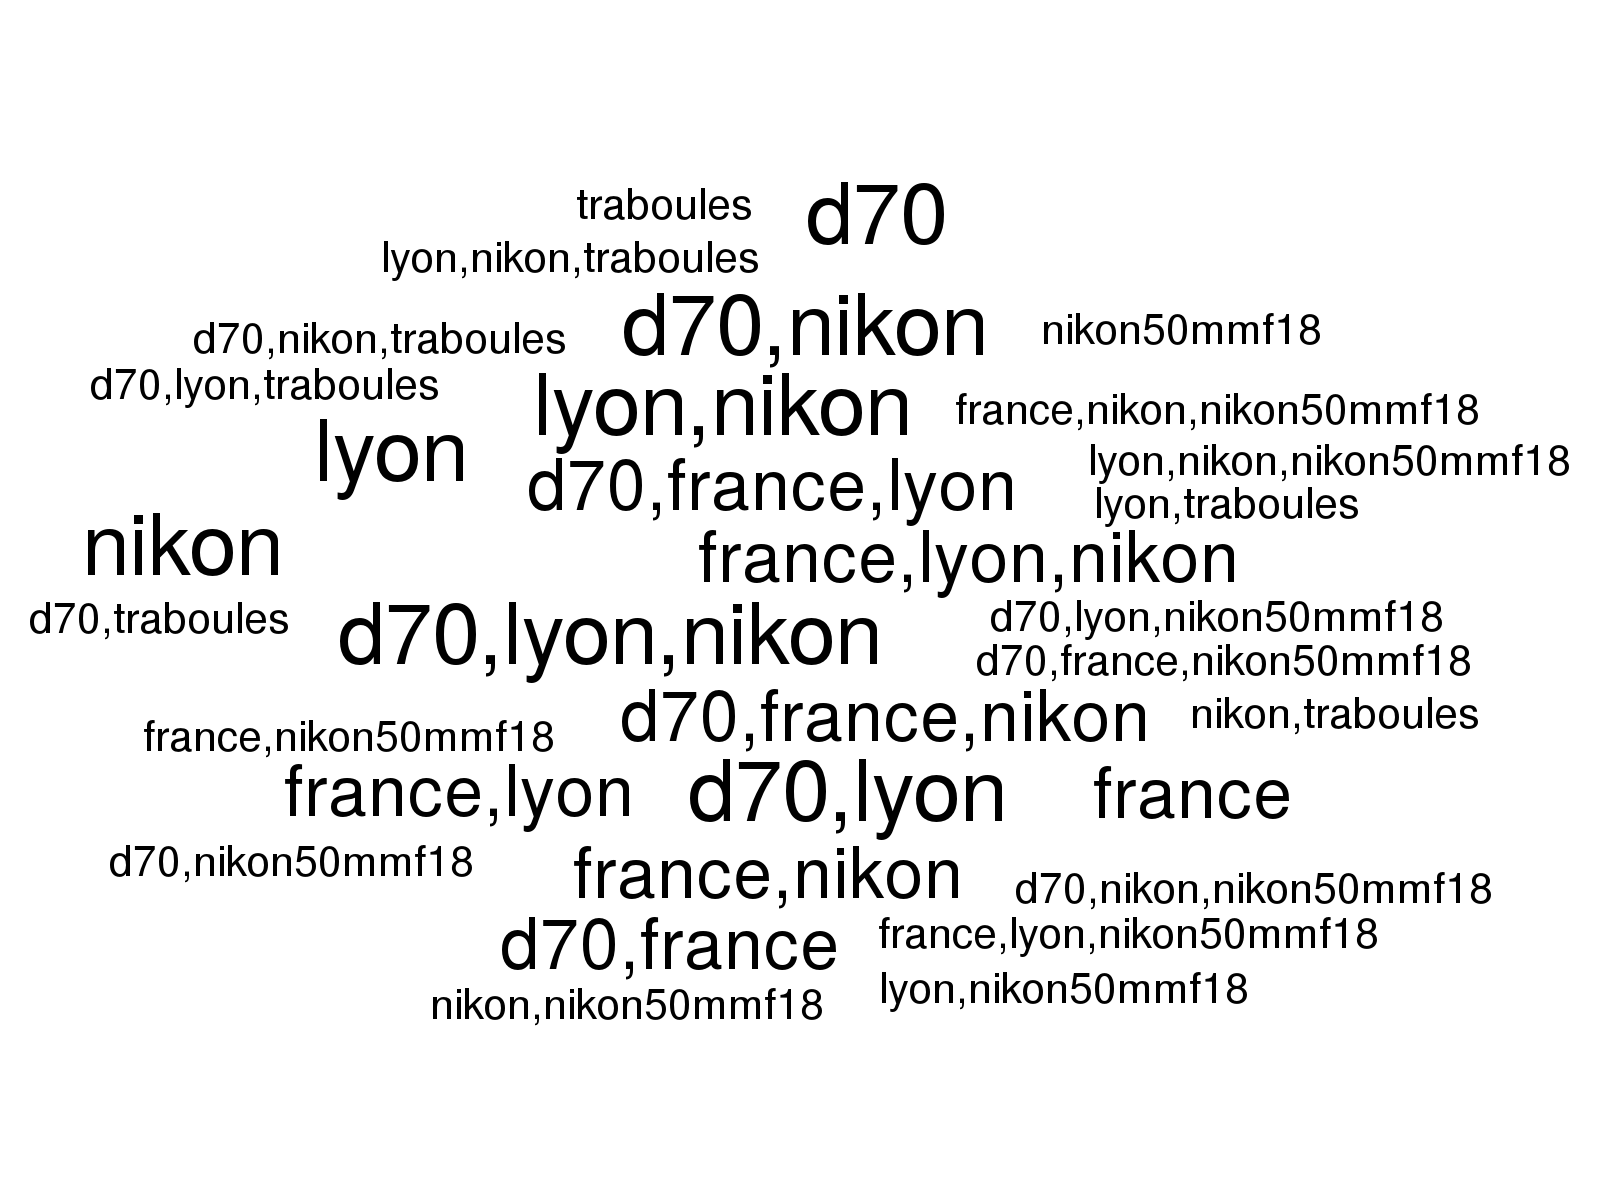 traboules
d70
lyon,nikon,traboules
d70,nikon
nikon50mmf18
d70,nikon,traboules
d70,lyon,traboules
lyon,nikon
france,nikon,nikon50mmf18
lyon
lyon,nikon,nikon50mmf18
d70,france,lyon
lyon,traboules
nikon
france,lyon,nikon
d70,traboules
d70,lyon,nikon
d70,lyon,nikon50mmf18
d70,france,nikon50mmf18
d70,france,nikon
nikon,traboules
france,nikon50mmf18
france,lyon
d70,lyon
france
d70,nikon50mmf18
france,nikon
d70,nikon,nikon50mmf18
d70,france
france,lyon,nikon50mmf18
lyon,nikon50mmf18
nikon,nikon50mmf18